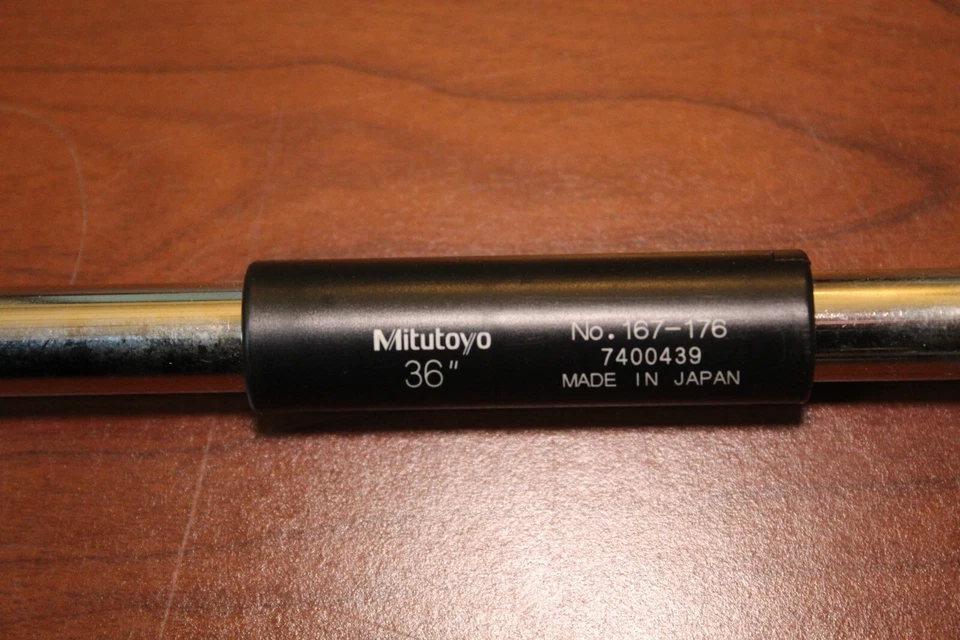 Mitutoyo
36"
No. 167-176
7400439
MADE IN JAPAN